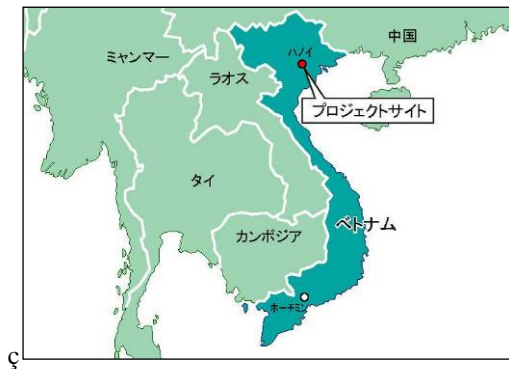 中国
ハノイ
ミャンマー
ラオス
プロジェクトサイト
タイ
ベトナム
カンボジア
ホーチミン
ç